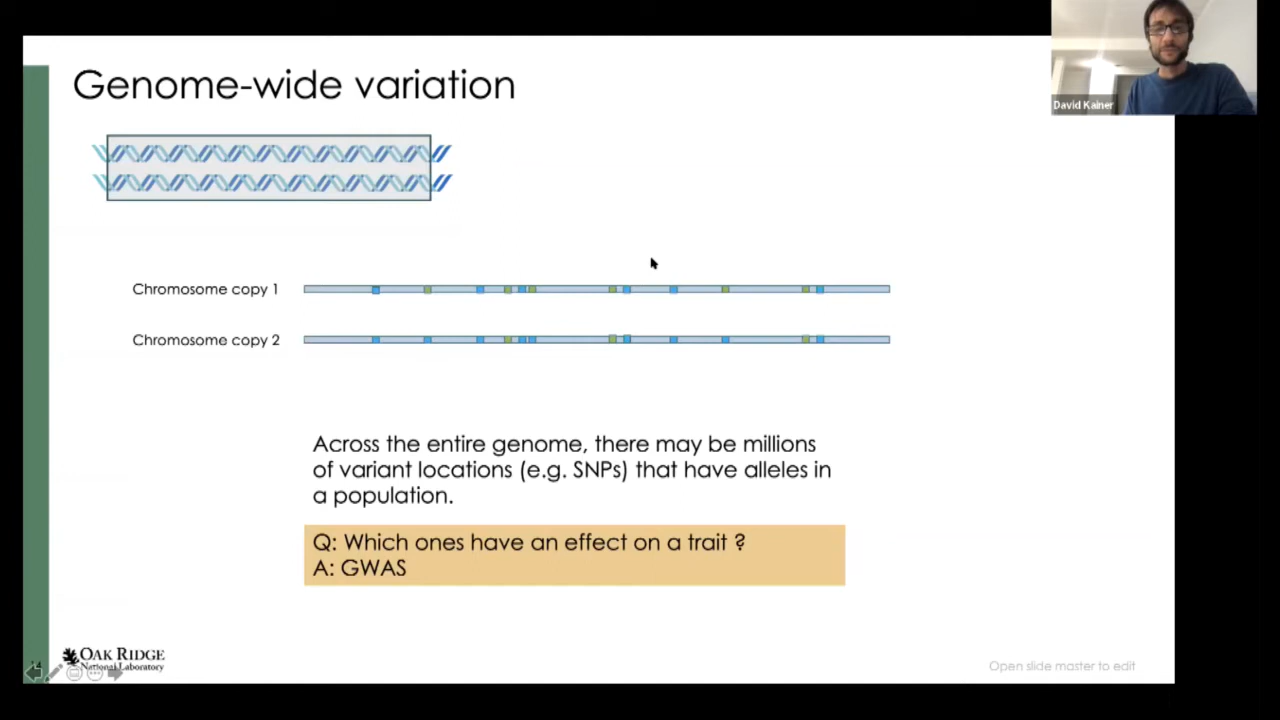 David Kainer
Genome-wide variation
Chromosome copy 1
Chromosome copy 2
Across the entire genome, there may be millions
of variant locations (e.g. SNPs) that have alleles in
a population.
Q: Which ones have an effect on a trait ?
A: GWAS
OAK RIDGE
National Laboratory
Open slide master to edit